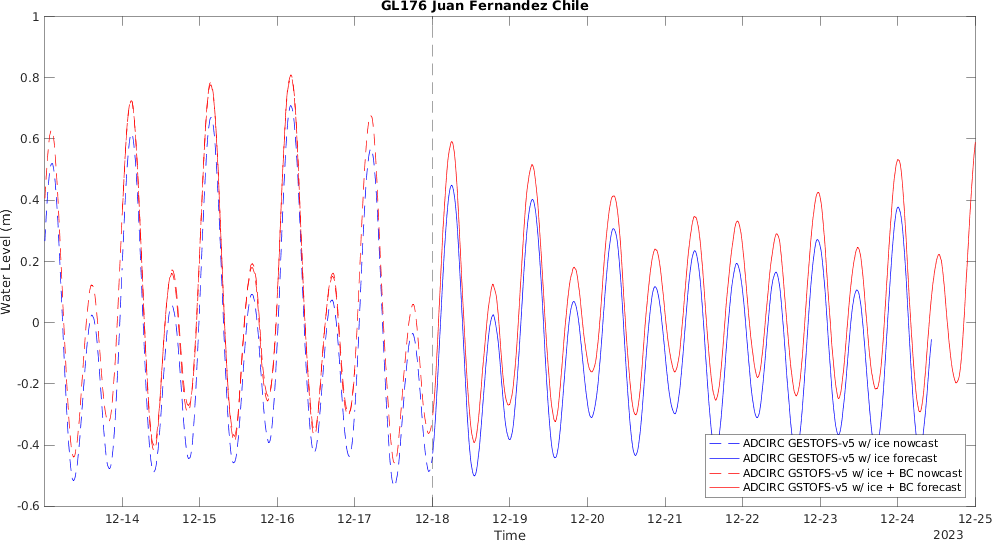 GL176 Juan Fernandez Chile
1
0.8
0.6
0.4
0.2
0
-0.2
-0.4
-0.6
Water Level (m)
ADCIRC GESTOFS-v5 w/ ice nowcast
ADCIRC GESTOFS-v5 w/ ice forecast
ADCIRC GSTOFS-v5 w/ ice + BC nowcast
ADCIRC GSTOFS-v5 w/ ice + BC forecast
12-14 12-15 12-16 12-17 12-18 12-19 12-20 12-21 12-22 12-23 12-24 12-25
Time
2023